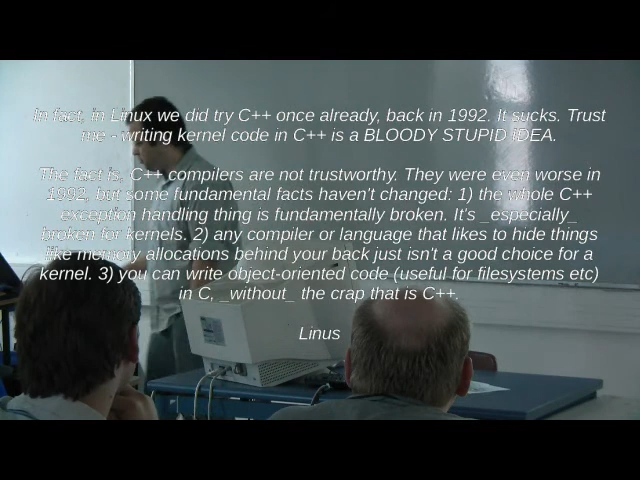 In fact, in Linux we did try C++ once already, back in 1992. It sucks. Trust
me - writing kernel code in C++ is a BLOODY STUPID IDEA.
The fact is, C++ compilers are not trustworthy. They were even worse in
1992, but some fundamental facts haven't changed: 1) the whole C++
exception handling thing is fundamentally broken. It's _especially_
broken for kernels. 2) any compiler or language that likes to hide things
like memory allocations behind your back just isn't a good choice for a
kernel. 3) you can write object-oriented code (useful for filesystems etc)
in C, _without_ the crap that is C++.
Linus